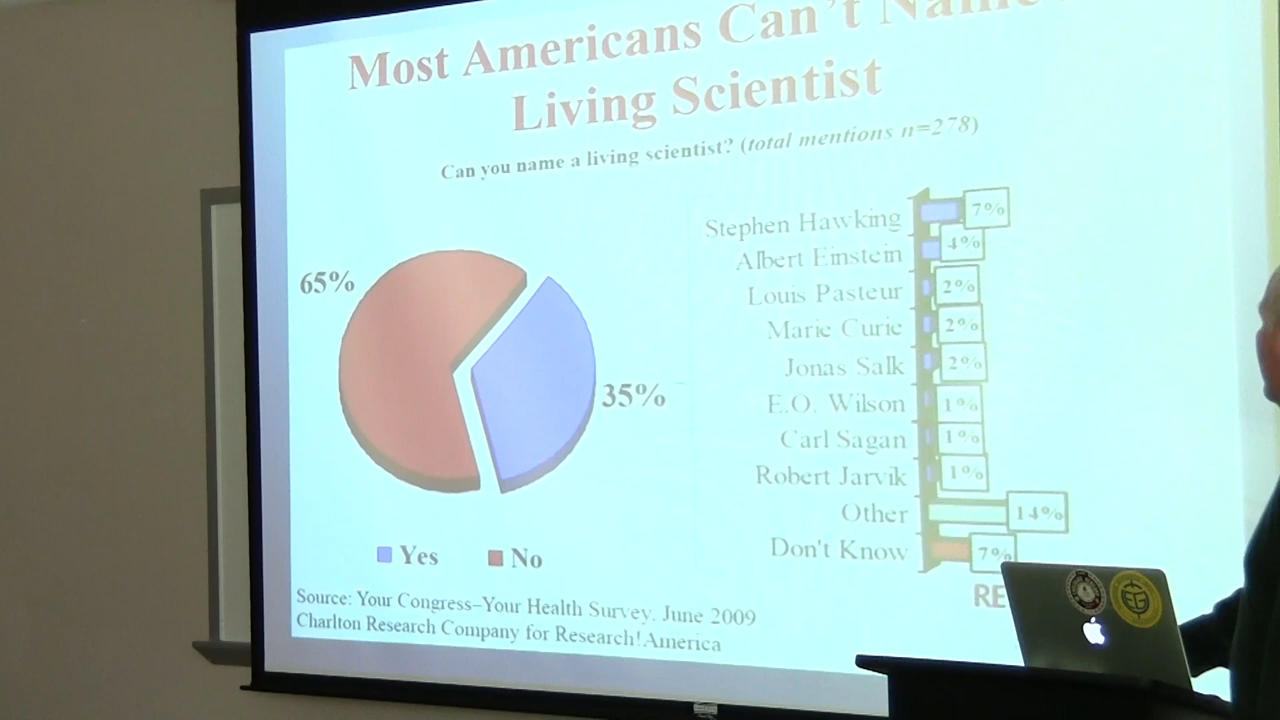 Most Americans Can't Name
Living Scientist
Can you name a living scientist? (total mentions n=278)
65%
35%
Yes
No
Stephen Hawking 7%
Albert Einstein 4%
Louis Pasteur 2%
Marie Curie 2%
Jonas Salk 2%
E.O. Wilson 1%
Carl Sagan 1%
Robert Jarvik 1%
Other 14%
Don't Know 7%
Source: Your Congress–Your Health Survey, June 2009
Charlton Research Company for Research!America
RE